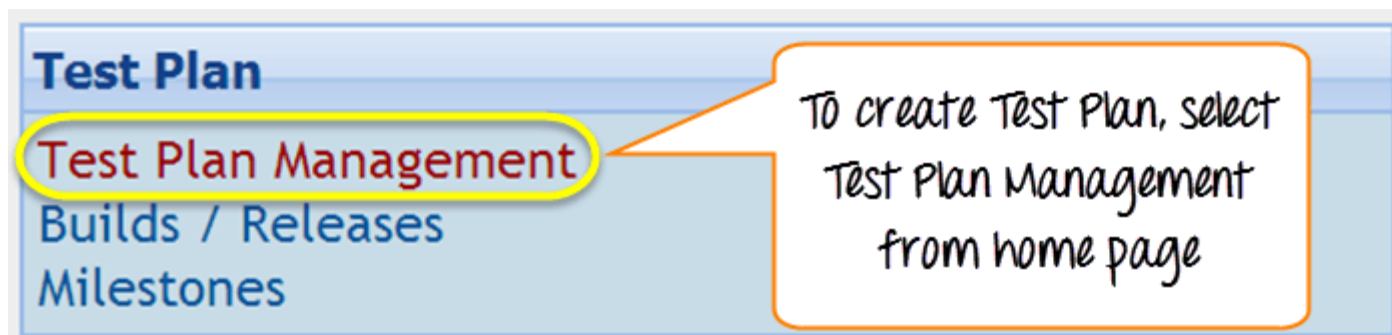 Test Plan
Test Plan Management
Builds / Releases
Milestones
To create Test Plan, select
Test Plan Management
from home page